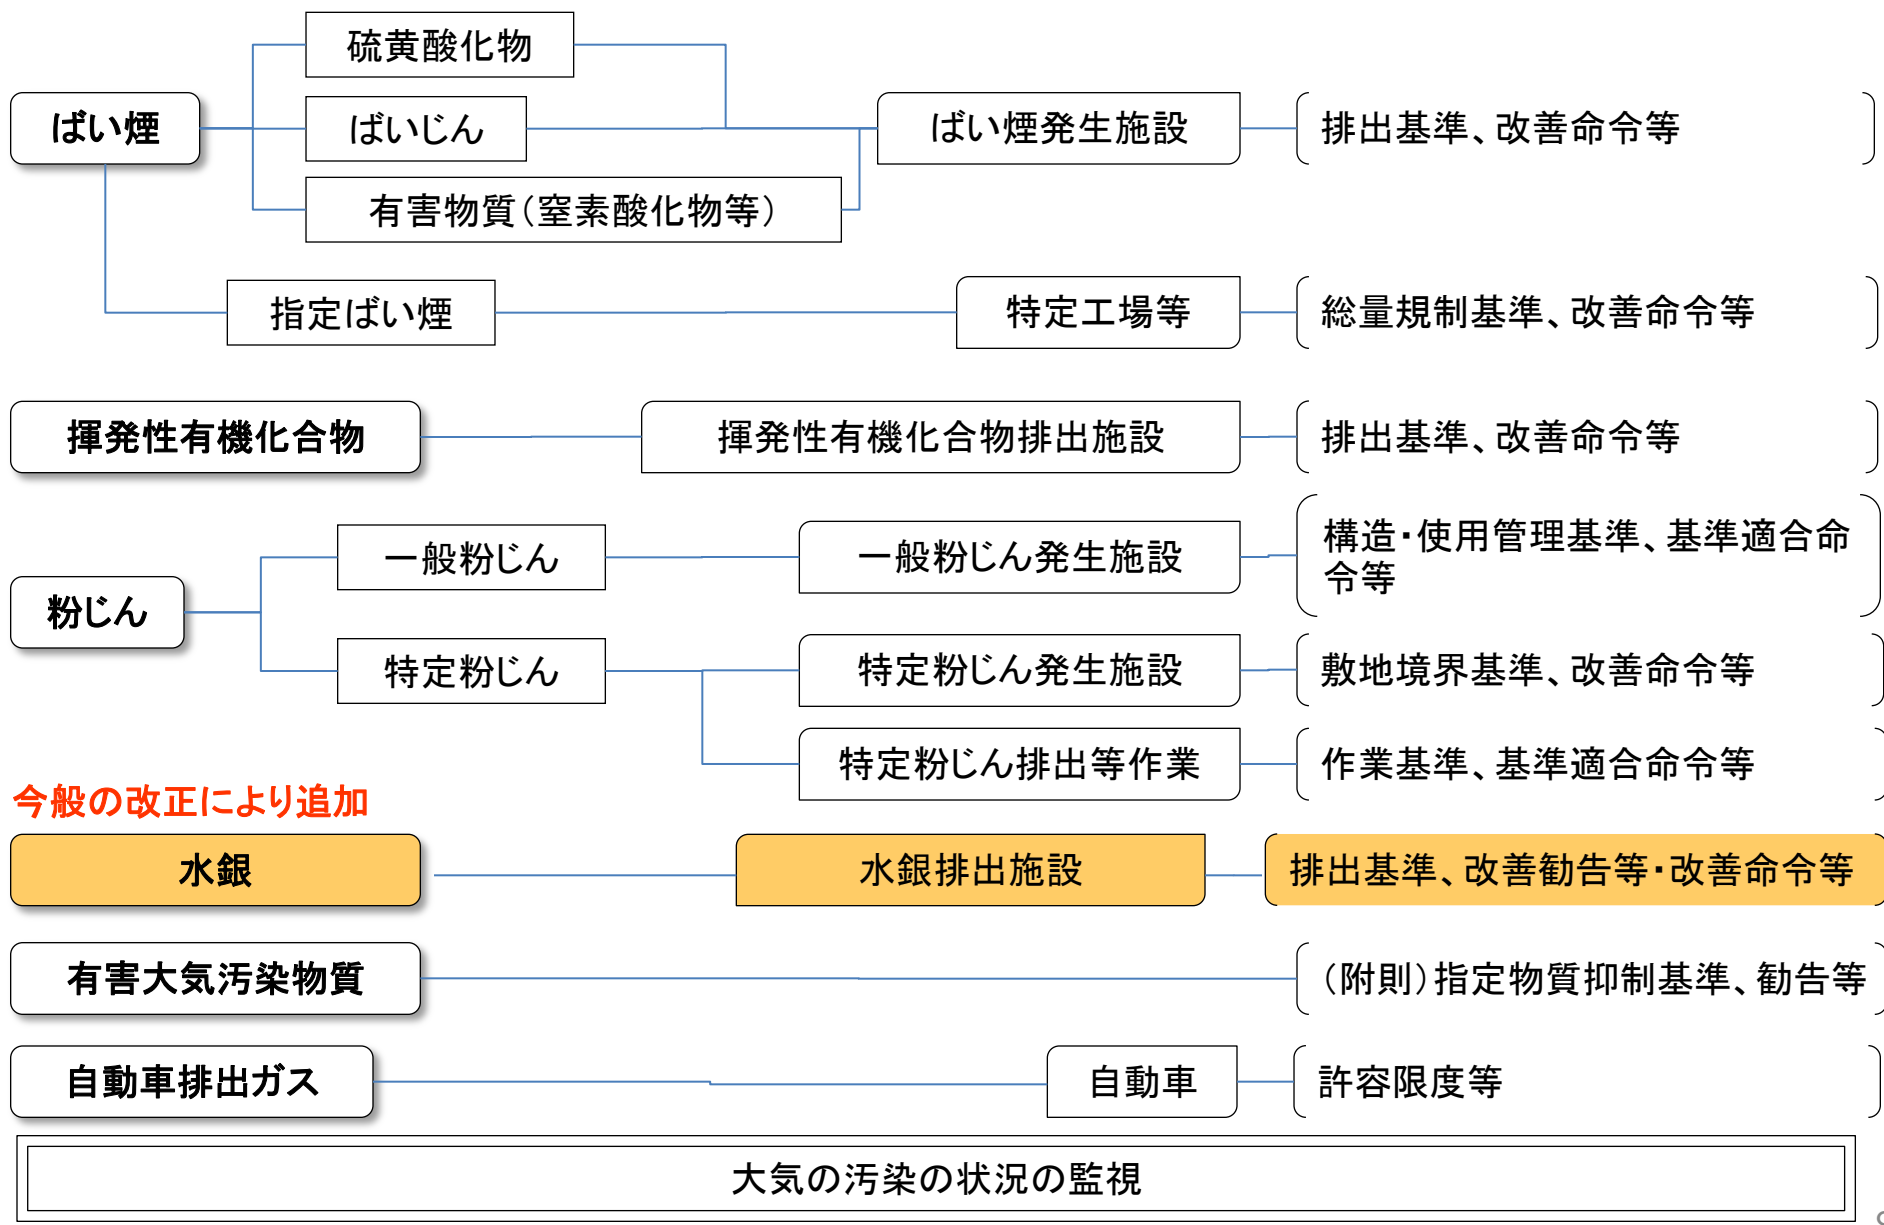 硫黄酸化物
ばい煙
ばいじん
ばい煙発生施設
排出基準、改善命令等
有害物質(窒素酸化物等)
指定ばい煙
特定工場等
総量規制基準、改善命令等
揮発性有機化合物
揮発性有機化合物排出施設
排出基準、改善命令等
粉じん
一般粉じん
一般粉じん発生施設
構造・使用管理基準、基準適合命
令等
特定粉じん
特定粉じん発生施設
敷地境界基準、改善命令等
特定粉じん排出等作業
作業基準、基準適合命令等
今般の改正により追加
水銀
水銀排出施設
排出基準、改善勧告等・改善命令等
有害大気汚染物質
(附則)指定物質抑制基準、勧告等
自動車排出ガス
自動車
許容限度等
大気の汚染の状況の監視